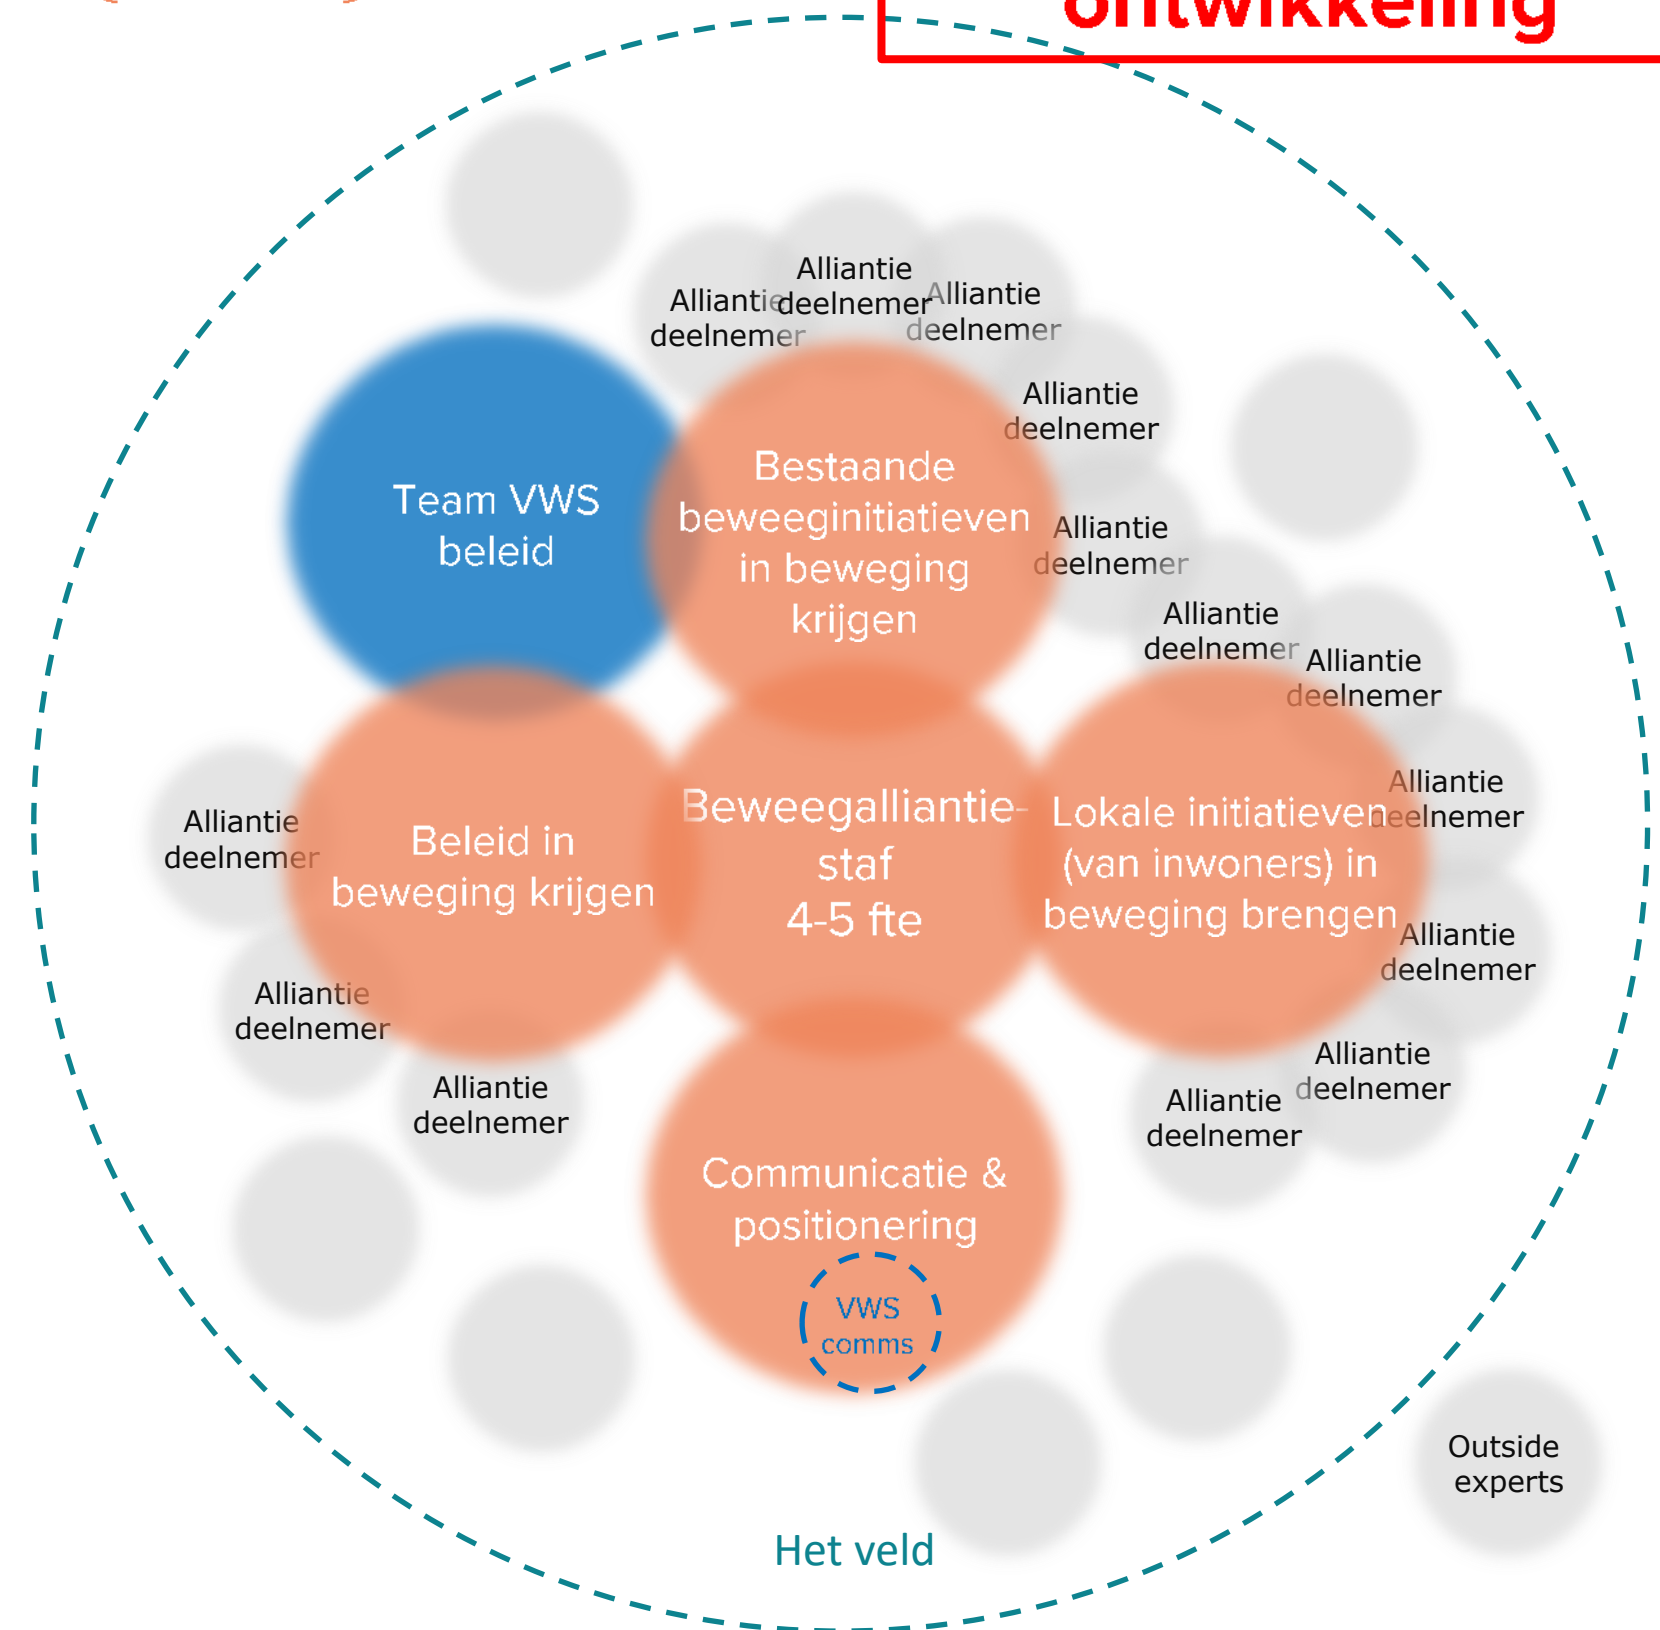 ontwikkeling
Alliantie
deelnemer
Alliantie
deelnemer
Alliantie
deelnemer
Alliantie
deelnemer
Alliantie
deelnemer
Alliantie
deelnemer
Alliantie
deelnemer
Alliantie
deelnemer
Alliantie
deelnemer
Alliantie
deelnemer
Alliantie
deelnemer
Team VWS
beleid
Bestaande
beweeginitiatieven
in beweging
krijgen
Alliantie
deelnemer
Alliantie
deelnemer
Alliantie
deelnemer
Beleid in
beweging krijgen
Beweegalliantie-
staf
4-5 fte
Lokale initiatieven
(van inwoners) in
beweging brengen
Communicatie &
positionering
VWS
comms
Outside
experts
Het veld